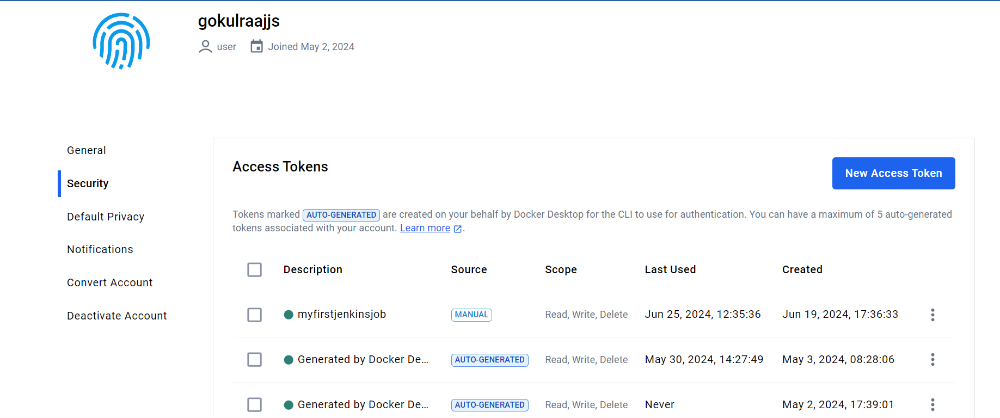 gokulraajjs
user Joined May 2, 2024
General
Security
Default Privacy
Notifications
Convert Account
Deactivate Account
Access Tokens
New Access Token
Tokens marked AUTO-GENERATED are created on your behalf by Docker Desktop for the CLI to use for authentication. You can have a maximum of 5 auto-generated
tokens associated with your account. Learn more.
Description Source Scope Last Used Created
myfirstjenkinsjob MANUAL Read, Write, Delete Jun 25, 2024, 12:35:36 Jun 19, 2024, 17:36:33
Generated by Docker De... AUTO-GENERATED Read, Write, Delete May 30, 2024, 14:27:49 May 3, 2024, 08:28:06
Generated by Docker De... AUTO-GENERATED Read, Write, Delete Never May 2, 2024, 17:39:01